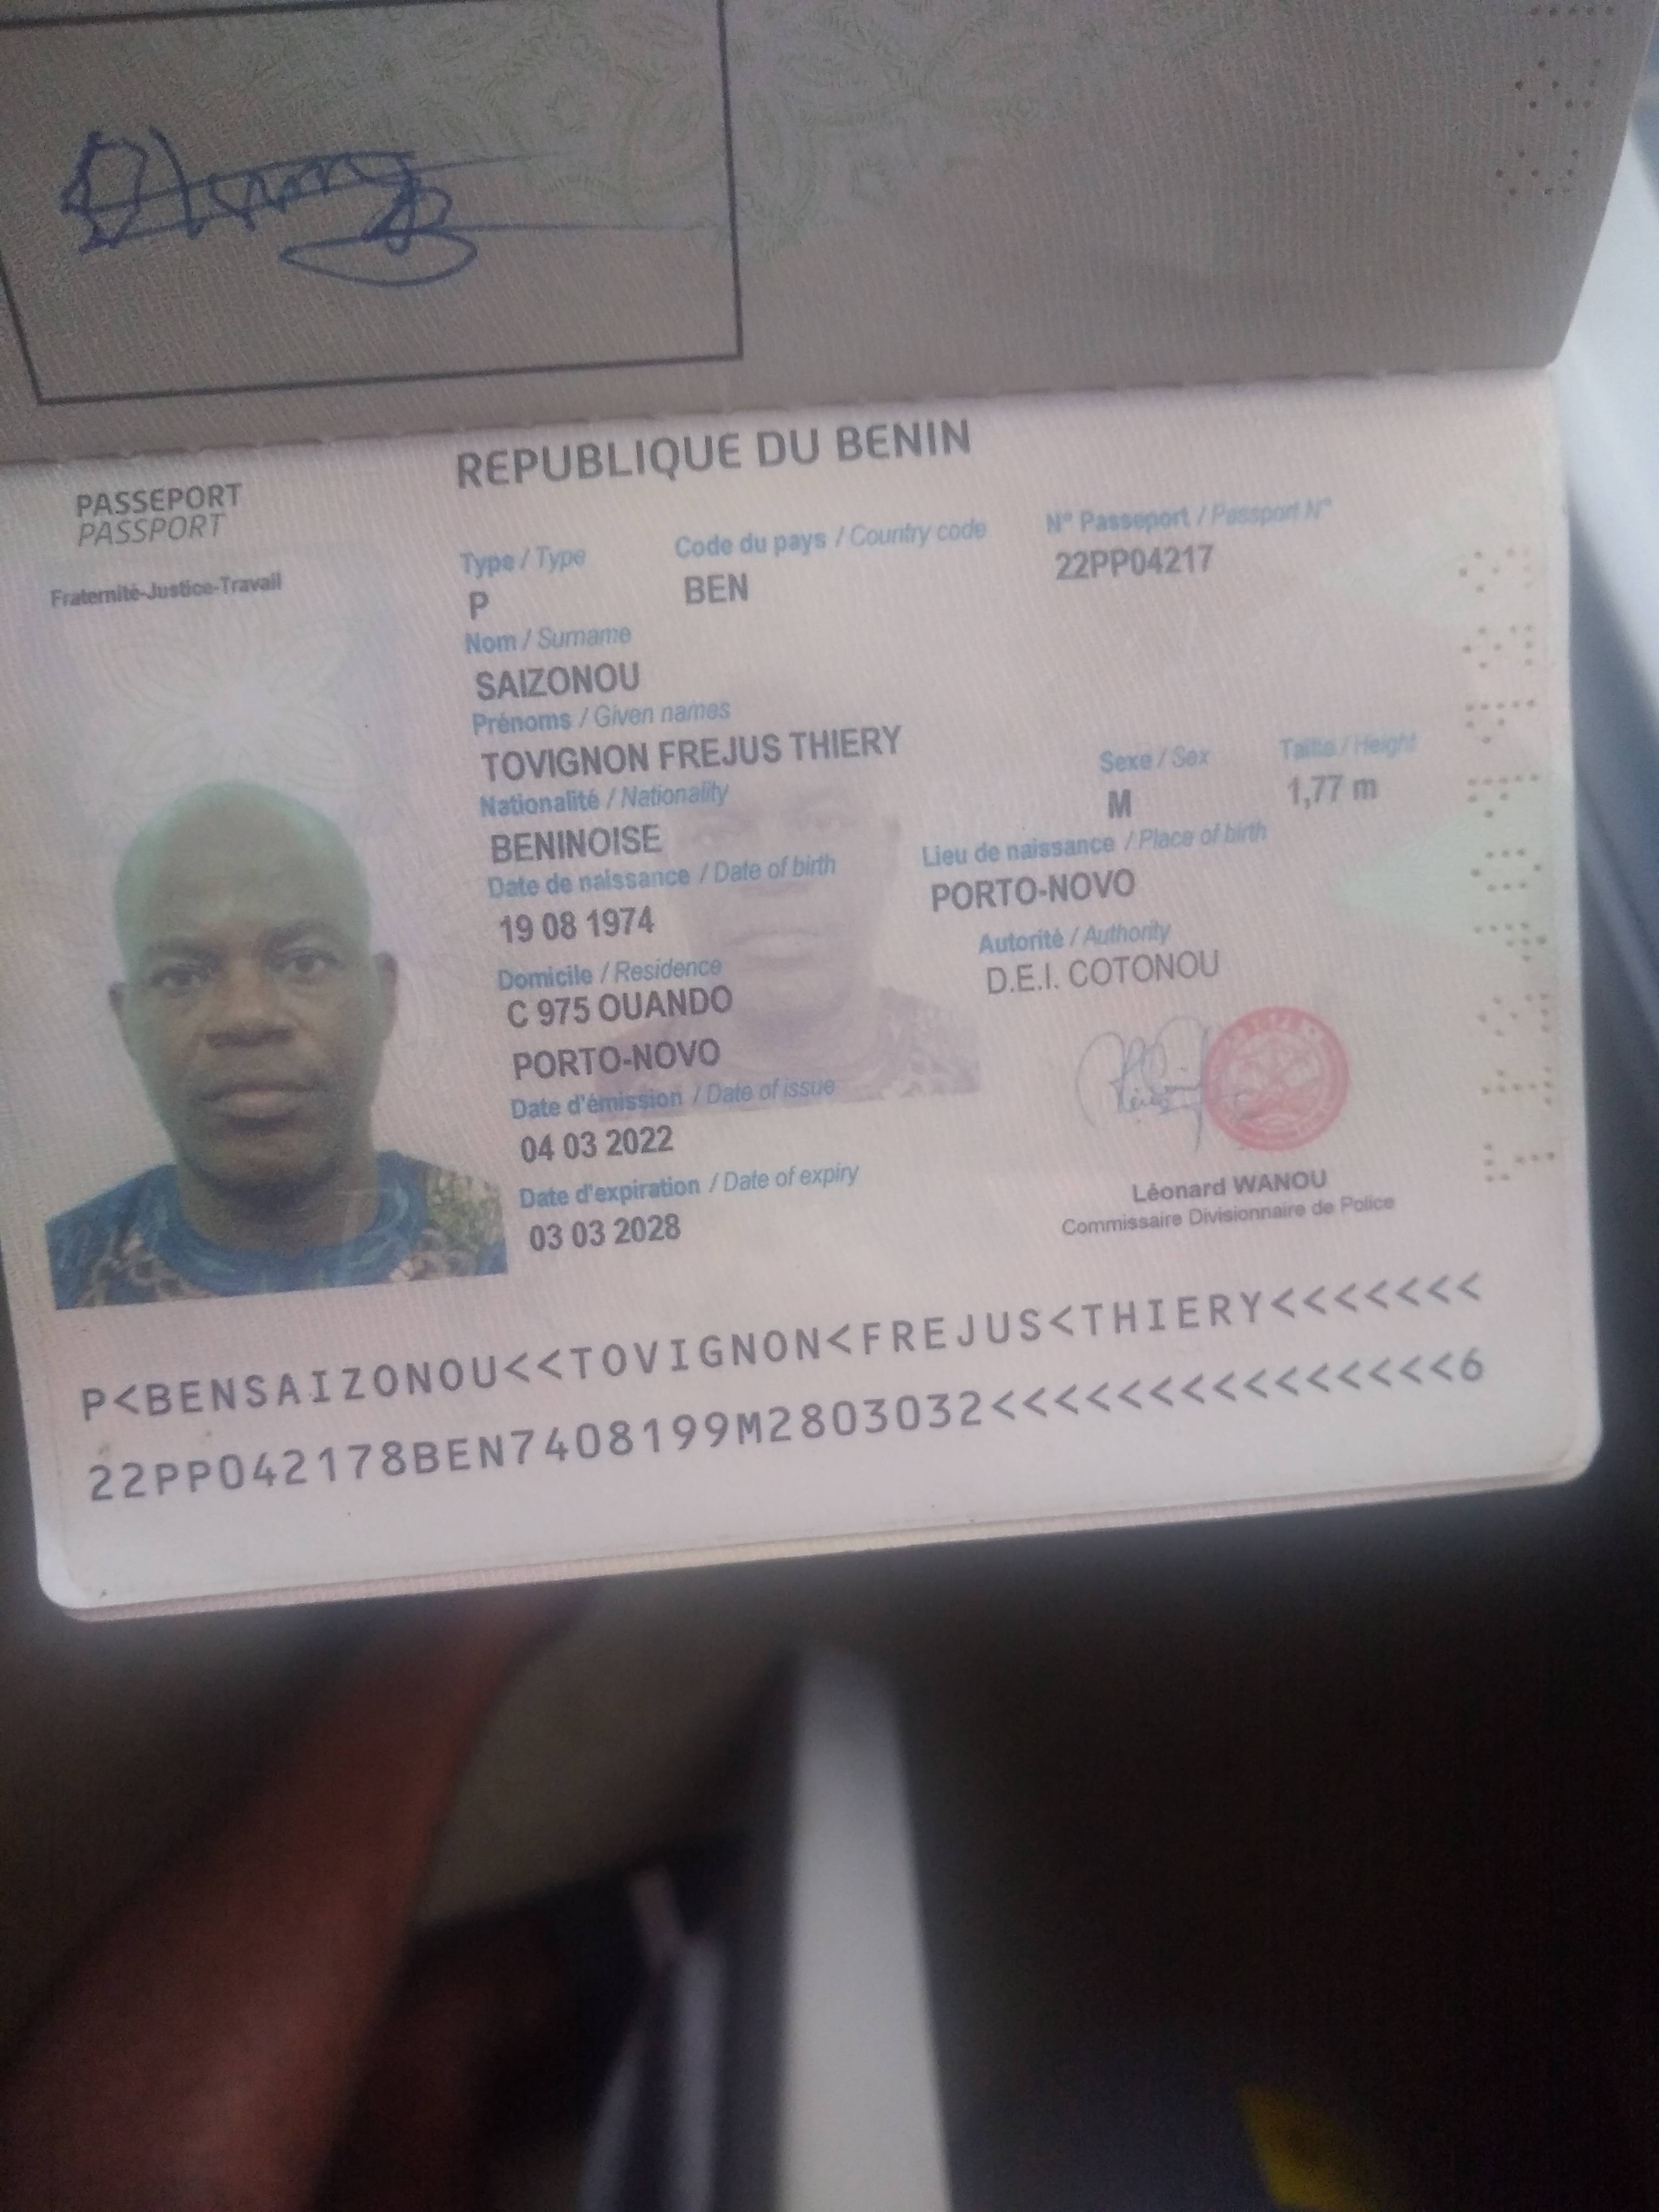 REPUBLIQUE DU BENIN
PASSEPORT
PASSPORT
Fraternité-Justice-Travail
Type / Type
Code du pays / Country code
N° Passeport / Passport N°
P
BEN
22PP04217
Nom / Surname
SAIZONOU
Prénoms / Given names
TOVIGNON FREJUS THIERY
Sexe / Sex
Taille / Height
M
1,77 m
Nationalité / Nationality
BENINOISE
Date de naissance / Date of birth
Lieu de naissance / Place of birth
19 08 1974
PORTO-NOVO
Domicile / Residence
Autorité / Authority
C 975 OUANDO
D.E.I. COTONOU
PORTO-NOVO
Date d'émission / Date of issue
04 03 2022
Date d'expiration / Date of expiry
03 03 2028
Léonard WANOU
Commissaire Divisionnaire de Police
P<BENSAIZONOU<<TOVIGNON<FREJUS<THIERY<<<<<<<
22PP042178BEN7408199M2803032<<<<<<<<<<<<<<<6